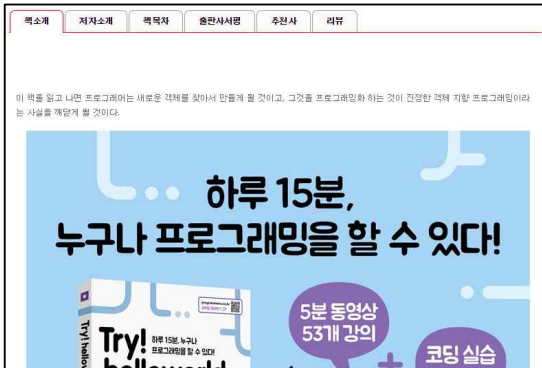 책소개 저자소개 책목차 출판사서평 추천사 리뷰
이 책을 읽고 나면 프로그래머는 새로운 객체를 찾아서 만들게 될 것이고, 그것을 프로그래밍화 하는 것이 진정한 객체 지향 프로그래밍이라
는 사실을 깨닫게 될 것이다.
하루 15분,
누구나 프로그래밍을 할 수 있다!
5분 동영상
53개 강의
+
코딩 실습
Try!
하루 15분, 누구나
프로그래밍을 할 수 있다!
helloworld
Try! hellow